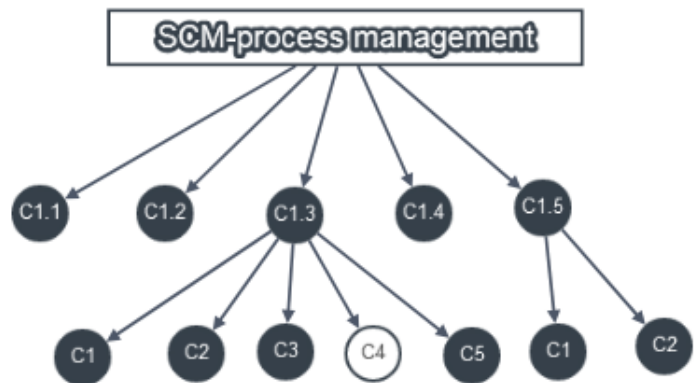 SCM-process management
C1.1
C1.2
C1.3
C1.4
C1.5
C1
C2
C3
C4
C5
C1
C2